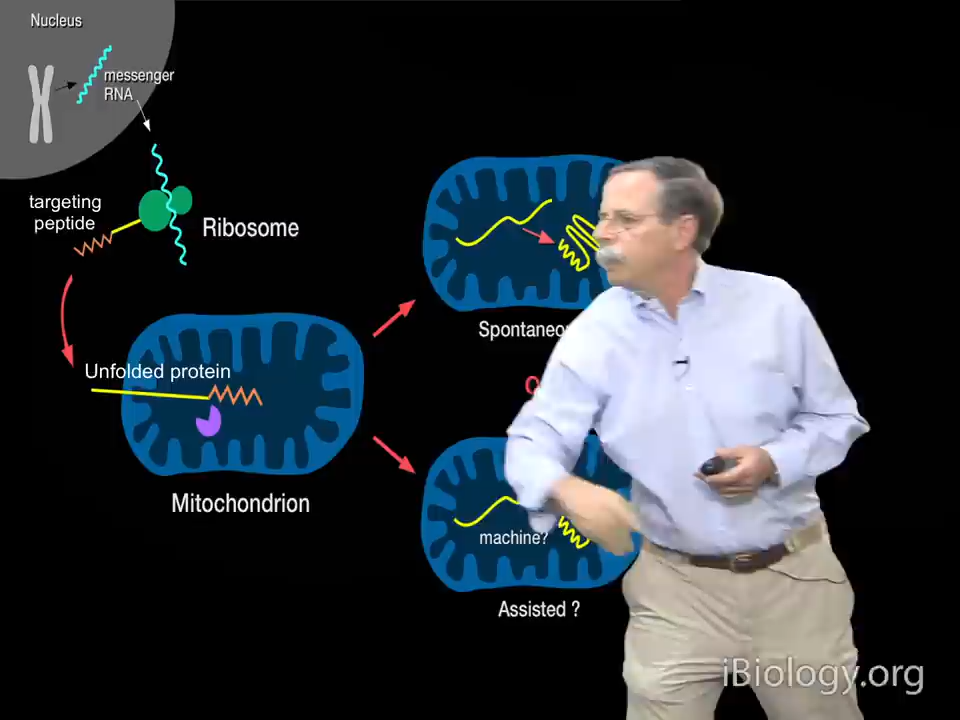 Nucleus
messenger
RNA
targeting
peptide
Ribosome
Unfolded protein
Mitochondrion
machine?
Assisted ?
iBiology.org